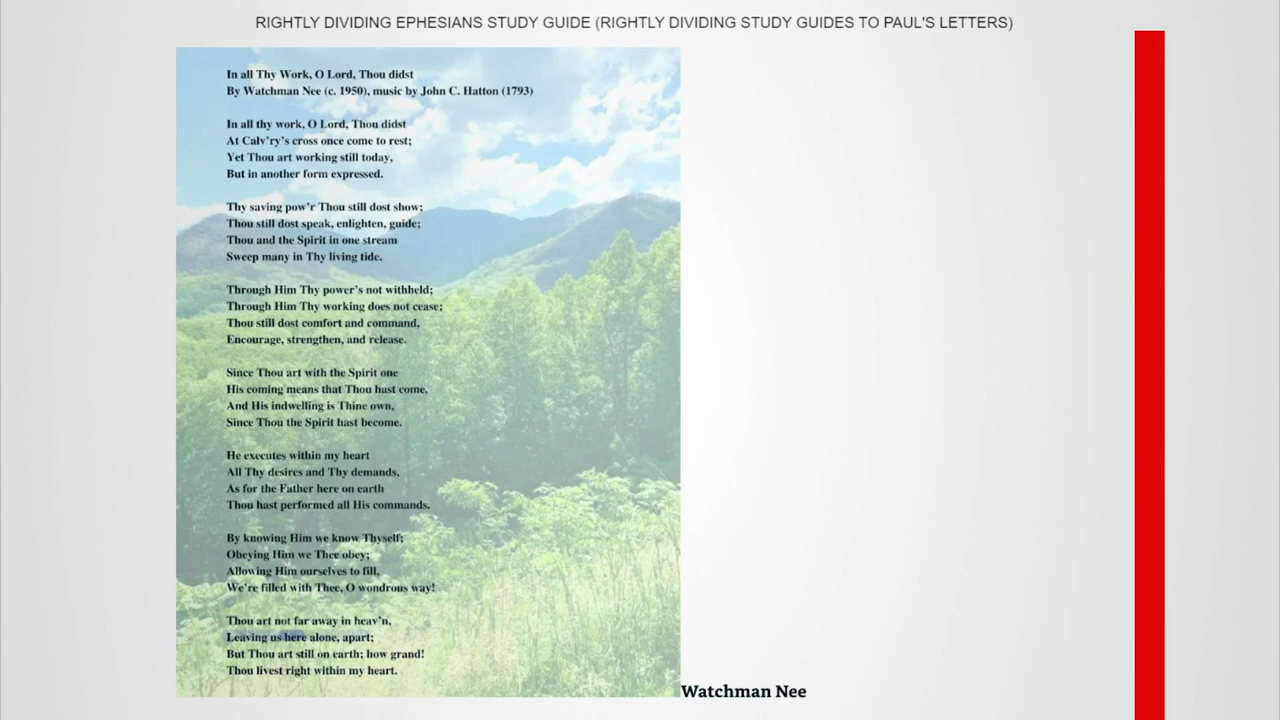 RIGHTLY DIVIDING EPHESIANS STUDY GUIDE (RIGHTLY DIVIDING STUDY GUIDES TO PAUL'S LETTERS)
In all Thy Work, O Lord, Thou didst
By Watchman Nee (c. 1950), music by John C. Hatton (1793)
In all thy work, O Lord, Thou didst
At Calv'ry's cross once come to rest;
Yet Thou art working still today,
But in another form expressed.
Thy saving pow'r Thou still dost show;
Thou still dost speak, enlighten, guide;
Thou and the Spirit in one stream
Sweep many in Thy living tide.
Through Him Thy power's not withheld;
Through Him Thy working does not cease;
Thou still dost comfort and command,
Encourage, strengthen, and release.
Since Thou art with the Spirit one
His coming means that Thou hast come,
And His indwelling is Thine own,
Since Thou the Spirit hast become.
He executes within my heart
All Thy desires and Thy demands,
As for the Father here on earth
Thou hast performed all His commands.
By knowing Him we know Thyself;
Obeying Him we Thee obey;
Allowing Him ourselves to fill,
We're filled with Thee, O wondrous way!
Thou art not far away in heav'n,
Leaving us here alone, apart;
But Thou art still on earth; how grand!
Thou livest right within my heart.
Watchman Nee